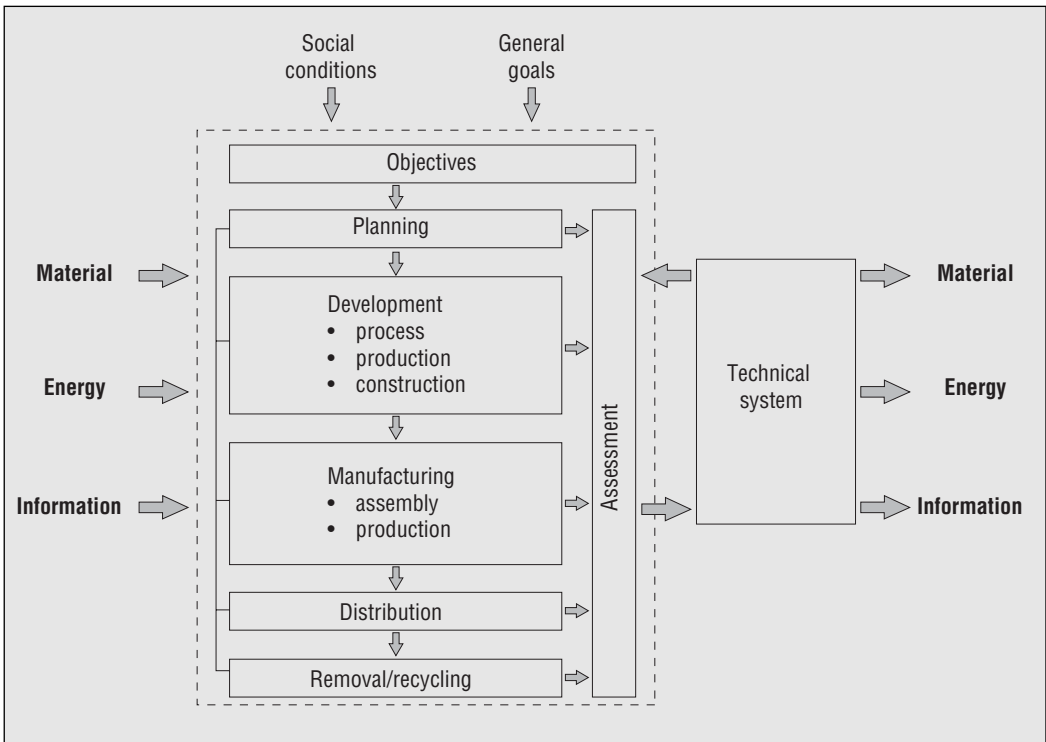 Social
conditions
General
goals
Objectives
Planning
Material
Development
• process
• production
• construction
Energy
Manufacturing
• assembly
• production
Information
Distribution
Removal/recycling
Assessment
Technical
system
Material
Energy
Information